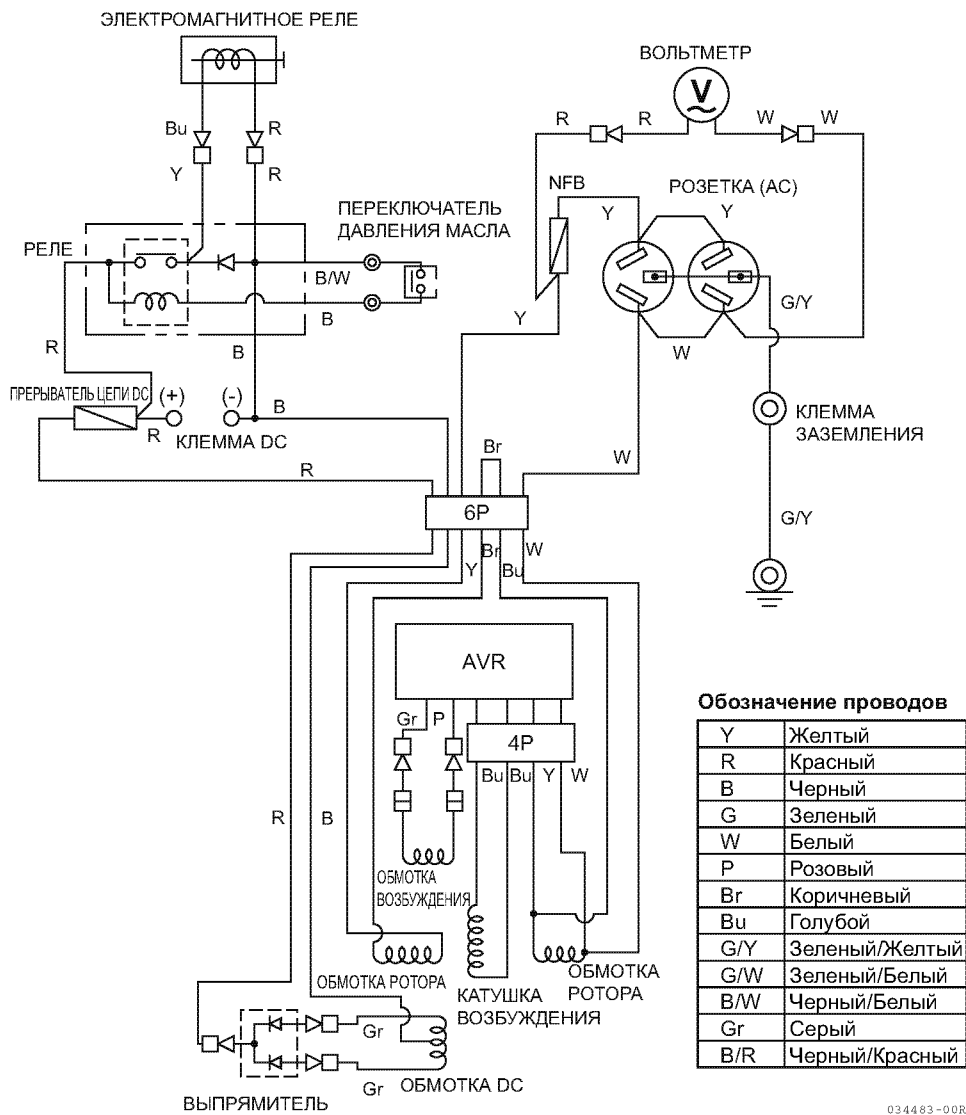 ЭЛЕКТРОМАГНИТНОЕ РЕЛЕ
ВОЛЬТМЕТР
V
R
R
W
W
Bu
R
Y
R
NFB
Y
РОЗЕТКА (AC)
Y
ПЕРЕКЛЮЧАТЕЛЬ
ДАВЛЕНИЯ МАСЛА
РЕЛЕ
B/W
B
G/Y
Y
W
R
B
ПРЕРЫВАТЕЛЬ ЦЕПИ DC
(+)
(-)
R
КЛЕММА DC
B
КЛЕММА
ЗАЗЕМЛЕНИЯ
Br
W
R
6P
G/Y
Y
Br
Bu
W
AVR
Gr
P
4P
Bu
Bu
Y
W
R
B
ОБМОТКА
ВОЗБУЖДЕНИЯ
ОБМОТКА РОТОРА
КАТУШКА
ВОЗБУЖДЕНИЯ
ОБМОТКА
РОТОРА
Gr
Gr
ОБМОТКА DC
ВЫПРЯМИТЕЛЬ
Обозначение проводов
Y Желтый
R Красный
B Черный
G Зеленый
W Белый
P Розовый
Br Коричневый
Bu Голубой
G/Y Зеленый/Желтый
G/W Зеленый/Белый
B/W Черный/Белый
Gr Серый
B/R Черный/Красный
034483-00R